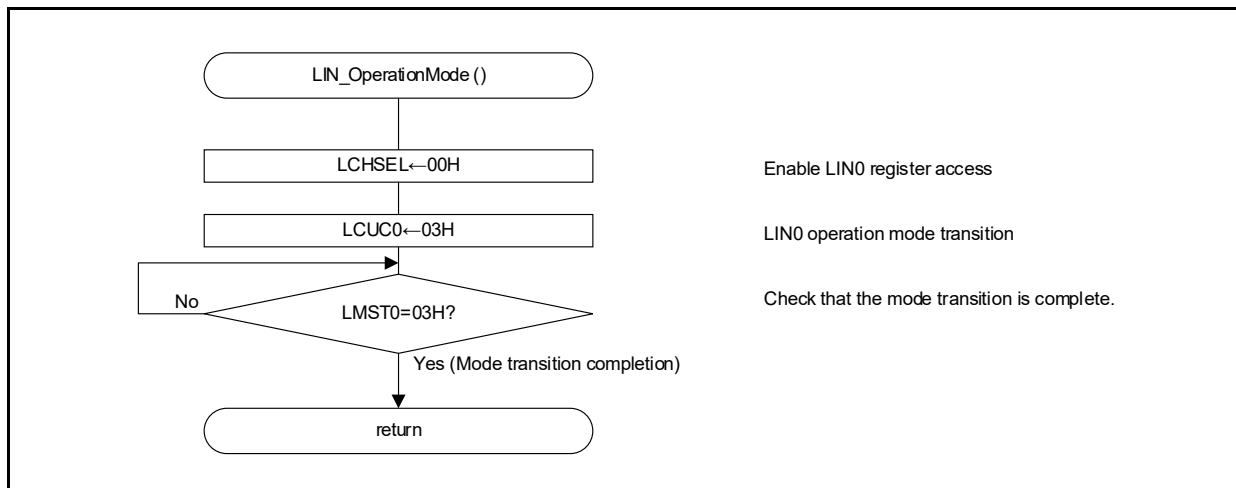 LIN_OperationMode ()
LCHSEL←00H
Enable LIN0 register access
LCUC0←03H
LIN0 operation mode transition
No
LMST0=03H?
Check that the mode transition is complete.
Yes (Mode transition completion)
return